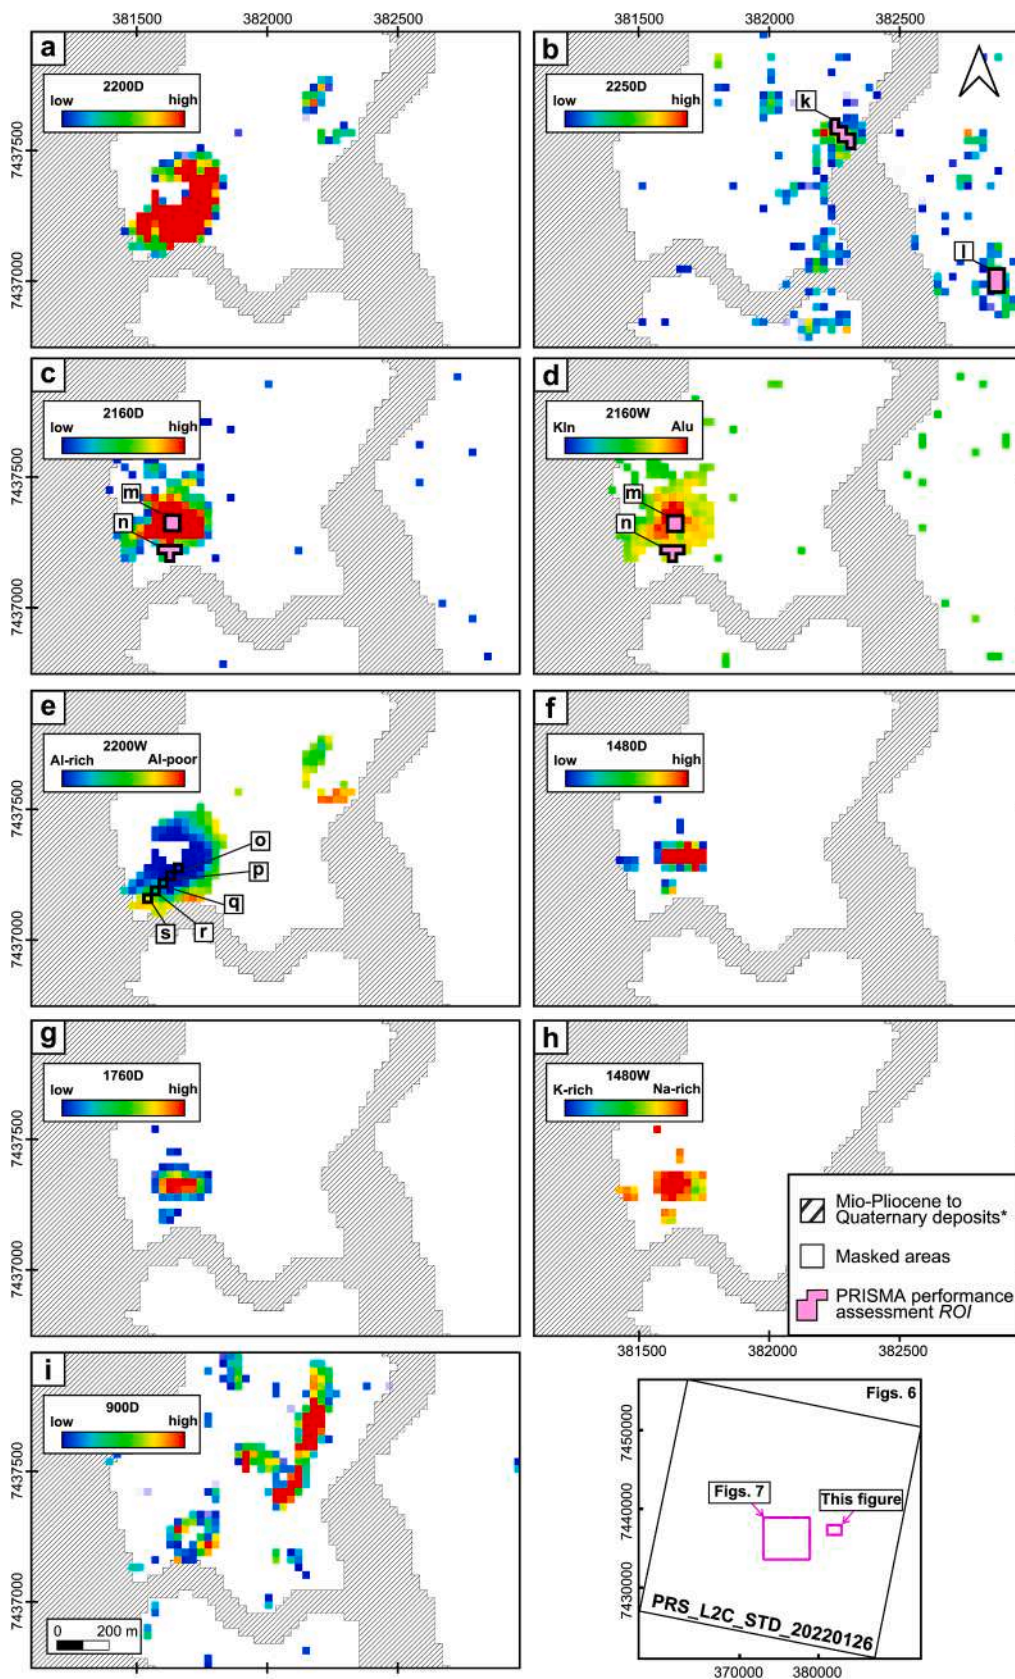 381500 382000 382500
381500 382000 382500
a
2200D
low high
b
2250D
low high
k
l
7437500
7437000
c
2160D
low high
m
n
d
2160W
Kln Alu
m
n
7437500
7437000
e
2200W
Al-rich Al-poor
o
p
q
r
s
f
1480D
low high
7437500
7437000
g
1760D
low high
h
1480W
K-rich Na-rich
7437500
7437000
Mio-Pliocene to
Quaternary deposits*
Masked areas
PRISMA performance
assessment ROI
381500 382000 382500
i
900D
low high
7437500
7437000
0 200 m
Figs. 6
Figs. 7
This figure
PRS_L2C_STD_20220126
7450000
7440000
7430000
370000 380000